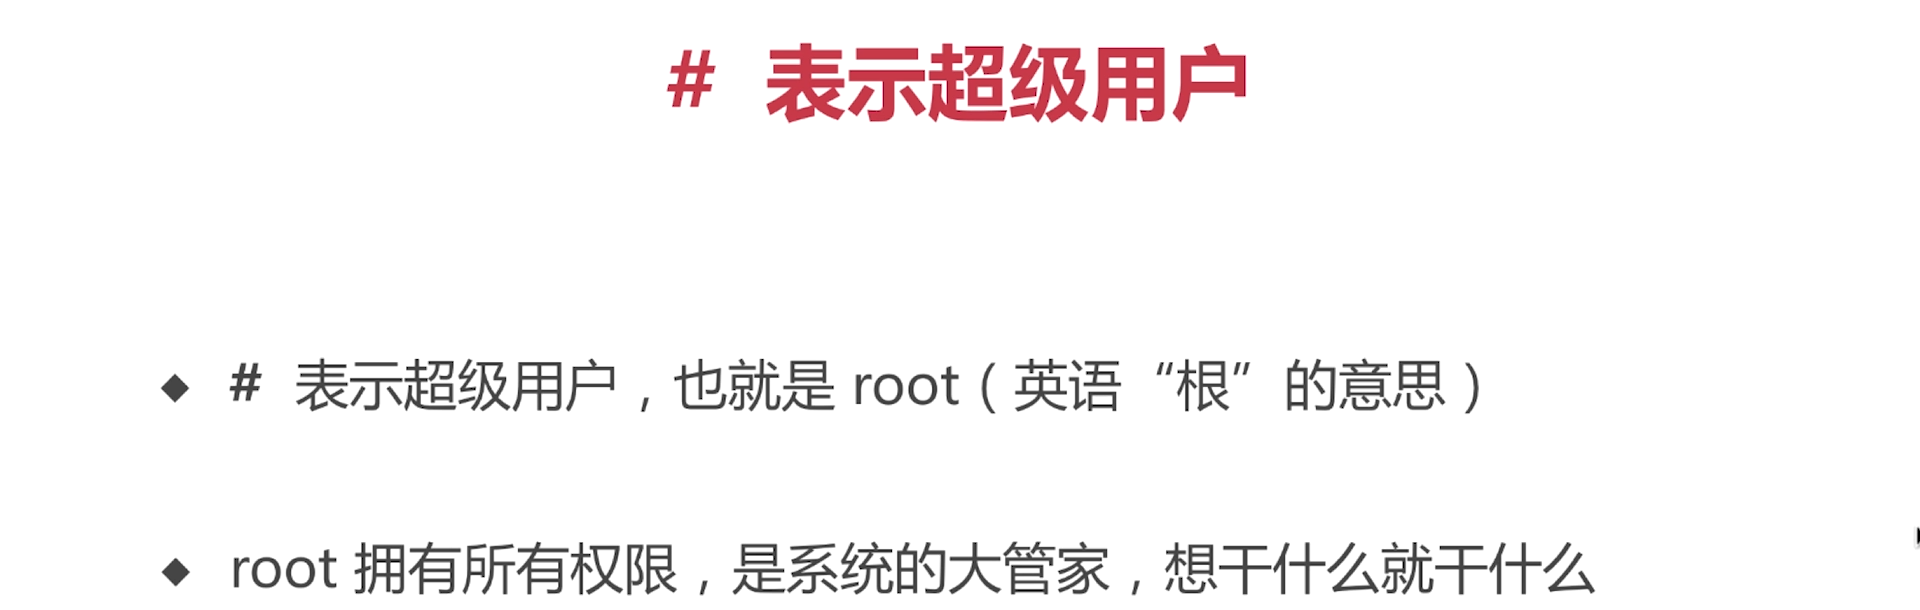 # 表示超级用户
◆ # 表示超级用户，也就是 root（英语“根”的意思）
◆ root 拥有所有权限，是系统的大管家，想干什么就干什么